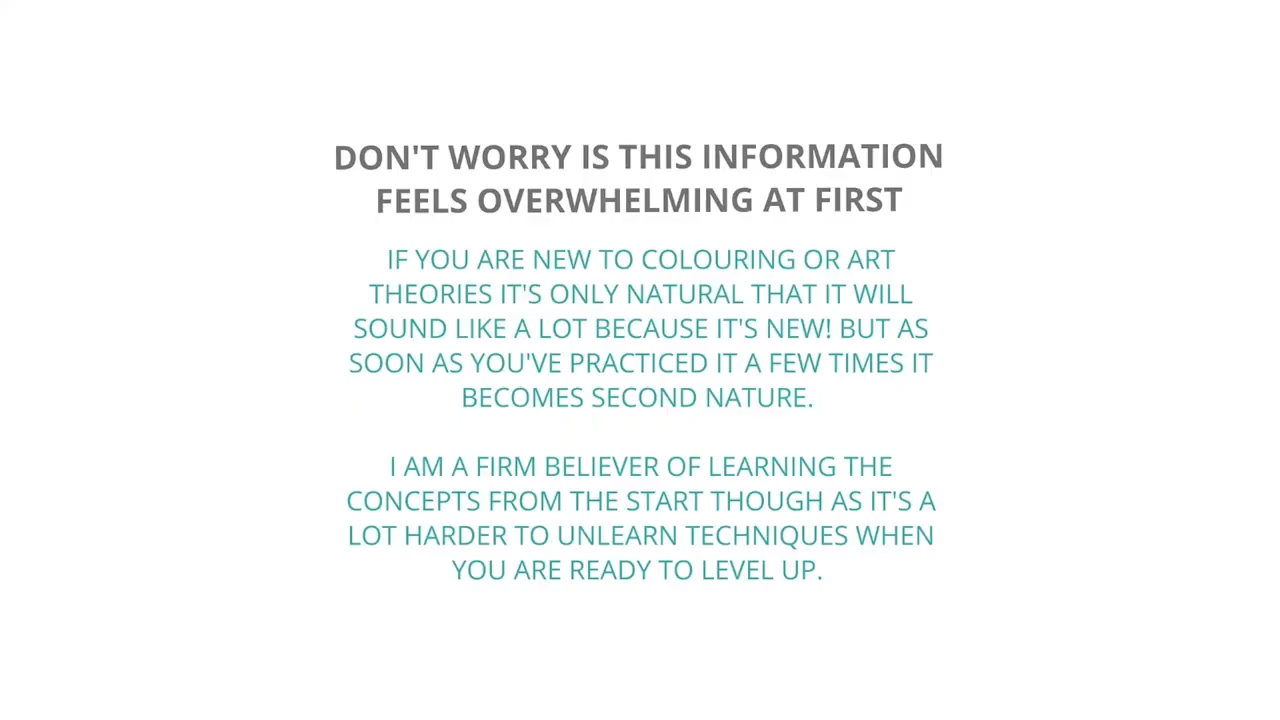 DON'T WORRY IS THIS INFORMATION
FEELS OVERWHELMING AT FIRST
IF YOU ARE NEW TO COLOURING OR ART
THEORIES IT'S ONLY NATURAL THAT IT WILL
SOUND LIKE A LOT BECAUSE IT'S NEW! BUT AS
SOON AS YOU'VE PRACTICED IT A FEW TIMES IT
BECOMES SECOND NATURE.
I AM A FIRM BELIEVER OF LEARNING THE
CONCEPTS FROM THE START THOUGH AS IT'S A
LOT HARDER TO UNLEARN TECHNIQUES WHEN
YOU ARE READY TO LEVEL UP.